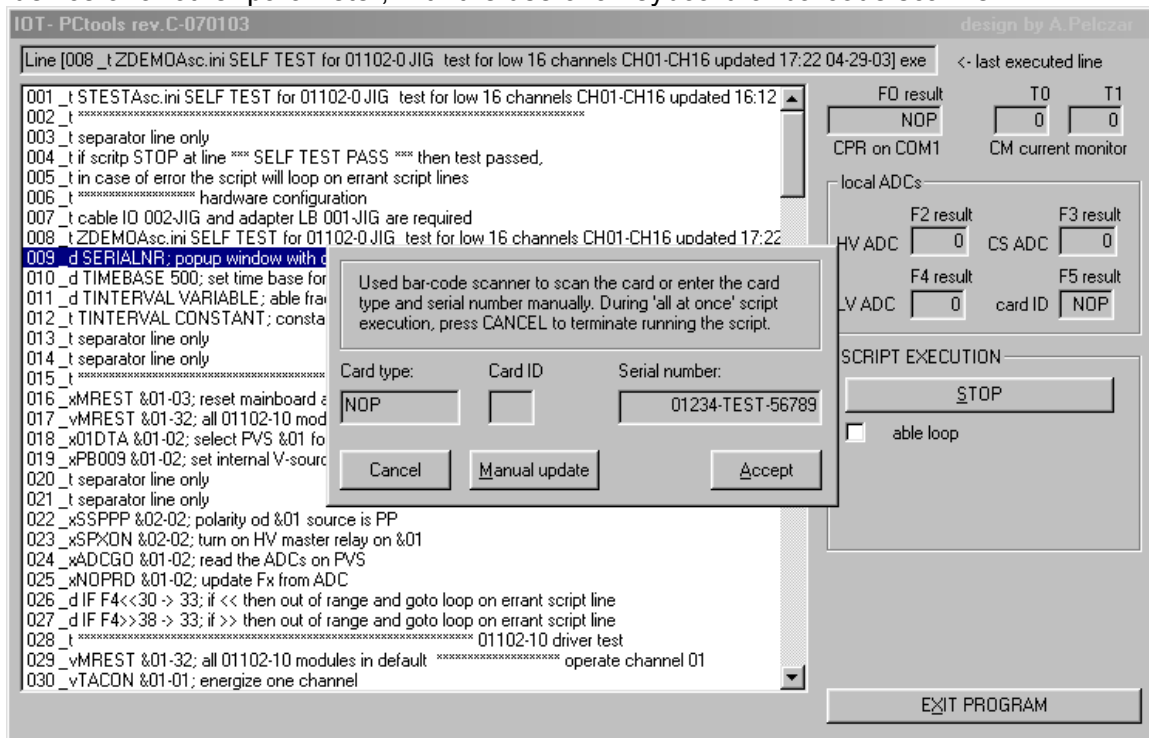 IOT- PCtools rev.C-070103 design by A.Pelczar
Line [008 _t ZDEMOAsc.ini SELF TEST for 01102-0 JIG test for low 16 channels CH01-CH16 updated 17:22 04-29-03] exe <- last executed line
001 _t STESTAsc.ini SELF TEST for 01102-0 JIG test for low 16 channels CH01-CH16 updated 16:12
002 _t
003 _t separator line only
004 _t if scritp STOP at line *** SELF TEST PASS *** then test passed,
005 _t in case of error the script will loop on errant script lines
006 _t ******************** hardware configuration
007 _t cable IO 002-JIG and adapter LB 001-JIG are required
008 _t ZDEMOAsc.ini SELF TEST for 01102-0 JIG test for low 16 channels CH01-CH16 updated 17:22
009 _d SERIALNR; popup window with
010 _d TIMEBASE 500; set time base for
011 _d TINTERVAL VARIABLE; able
012 _t TINTERVAL CONSTANT;
013 _t separator line only
014 _t separator line only
015 _t
016 _xMREST &01-03; reset mainboard
017 _vMREST &01-32; all 01102-10
018 _x01DTA &01-02; select PVS &01
019 _xPB009 &01-02; set internal
020 _t separator line only
021 _t separator line only
022 _xSSPPP &02-02; polarity od &01 source is PP
023 _xSPXON &02-02; turn on HV master relay on &01
024 _xADCGO &01-02; read the ADCs on PVS
025 _xNOPRD &01-02; update Fx from ADC
026 _d IF F4<<30 -> 33; if << then out of range and goto loop on errant script line
027 _d IF F4>>38 -> 33; if >> then out of range and goto loop on errant script line
028 _t 01102-10 driver test
029 _vMREST &01-32; all 01102-10 modules in default ********************* operate channel 01
030 _vTACON &01-01; energize one channel
Used bar-code scanner to scan the card or enter the card
type and serial number manually. During 'all at once' script
execution, press CANCEL to terminate running the script.
Card type: Card ID Serial number:
NOP 01234-TEST-56789
Cancel Manual update Accept
F0 result T0 T1
NOP 0 0
CPR on COM1 CM current monitor
local ADCs
F2 result F3 result
HV ADC 0 CS ADC 0
F4 result F5 result
LV ADC 0 card ID NOP
SCRIPT EXECUTION
STOP
able loop
EXIT PROGRAM